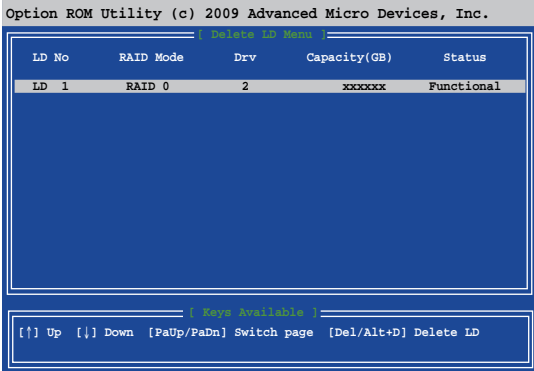 Option ROM Utility (c) 2009 Advanced Micro Devices, Inc.
[ Delete LD Menu ]
LD No RAID Mode Drv Capacity(GB) Status
LD 1 RAID 0 2 xxxxxx Functional
[ Keys Available ]
[↑] Up [↓] Down [PaUp/PaDn] Switch page [Del/Alt+D] Delete LD